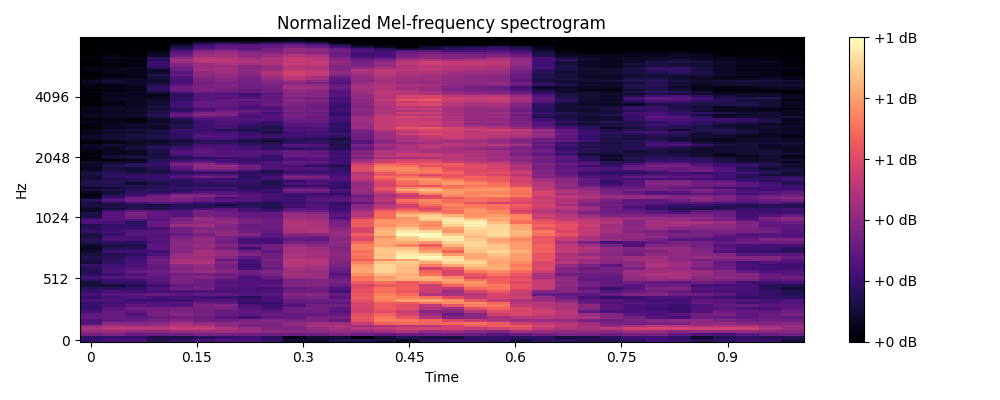 Normalized Mel-frequency spectrogram
Hz
4096
2048
1024
512
0
0 0.15 0.3 0.45 0.6 0.75 0.9
Time
+1 dB
+1 dB
+1 dB
+0 dB
+0 dB
+0 dB